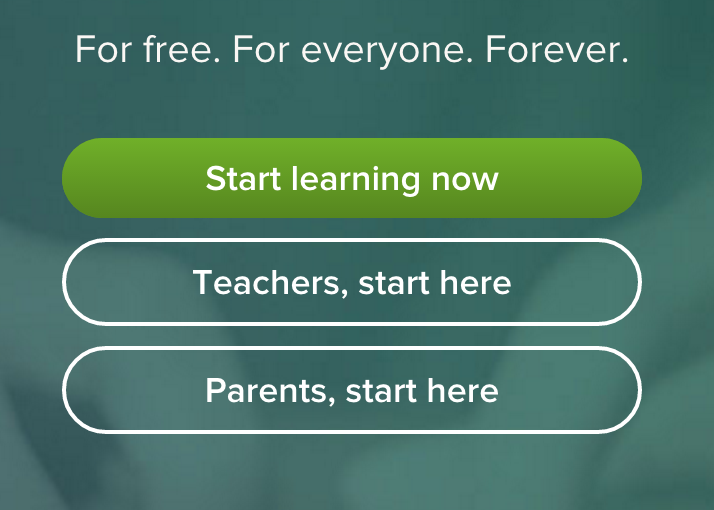 For free. For everyone. Forever.
Start learning now
Teachers, start here
Parents, start here